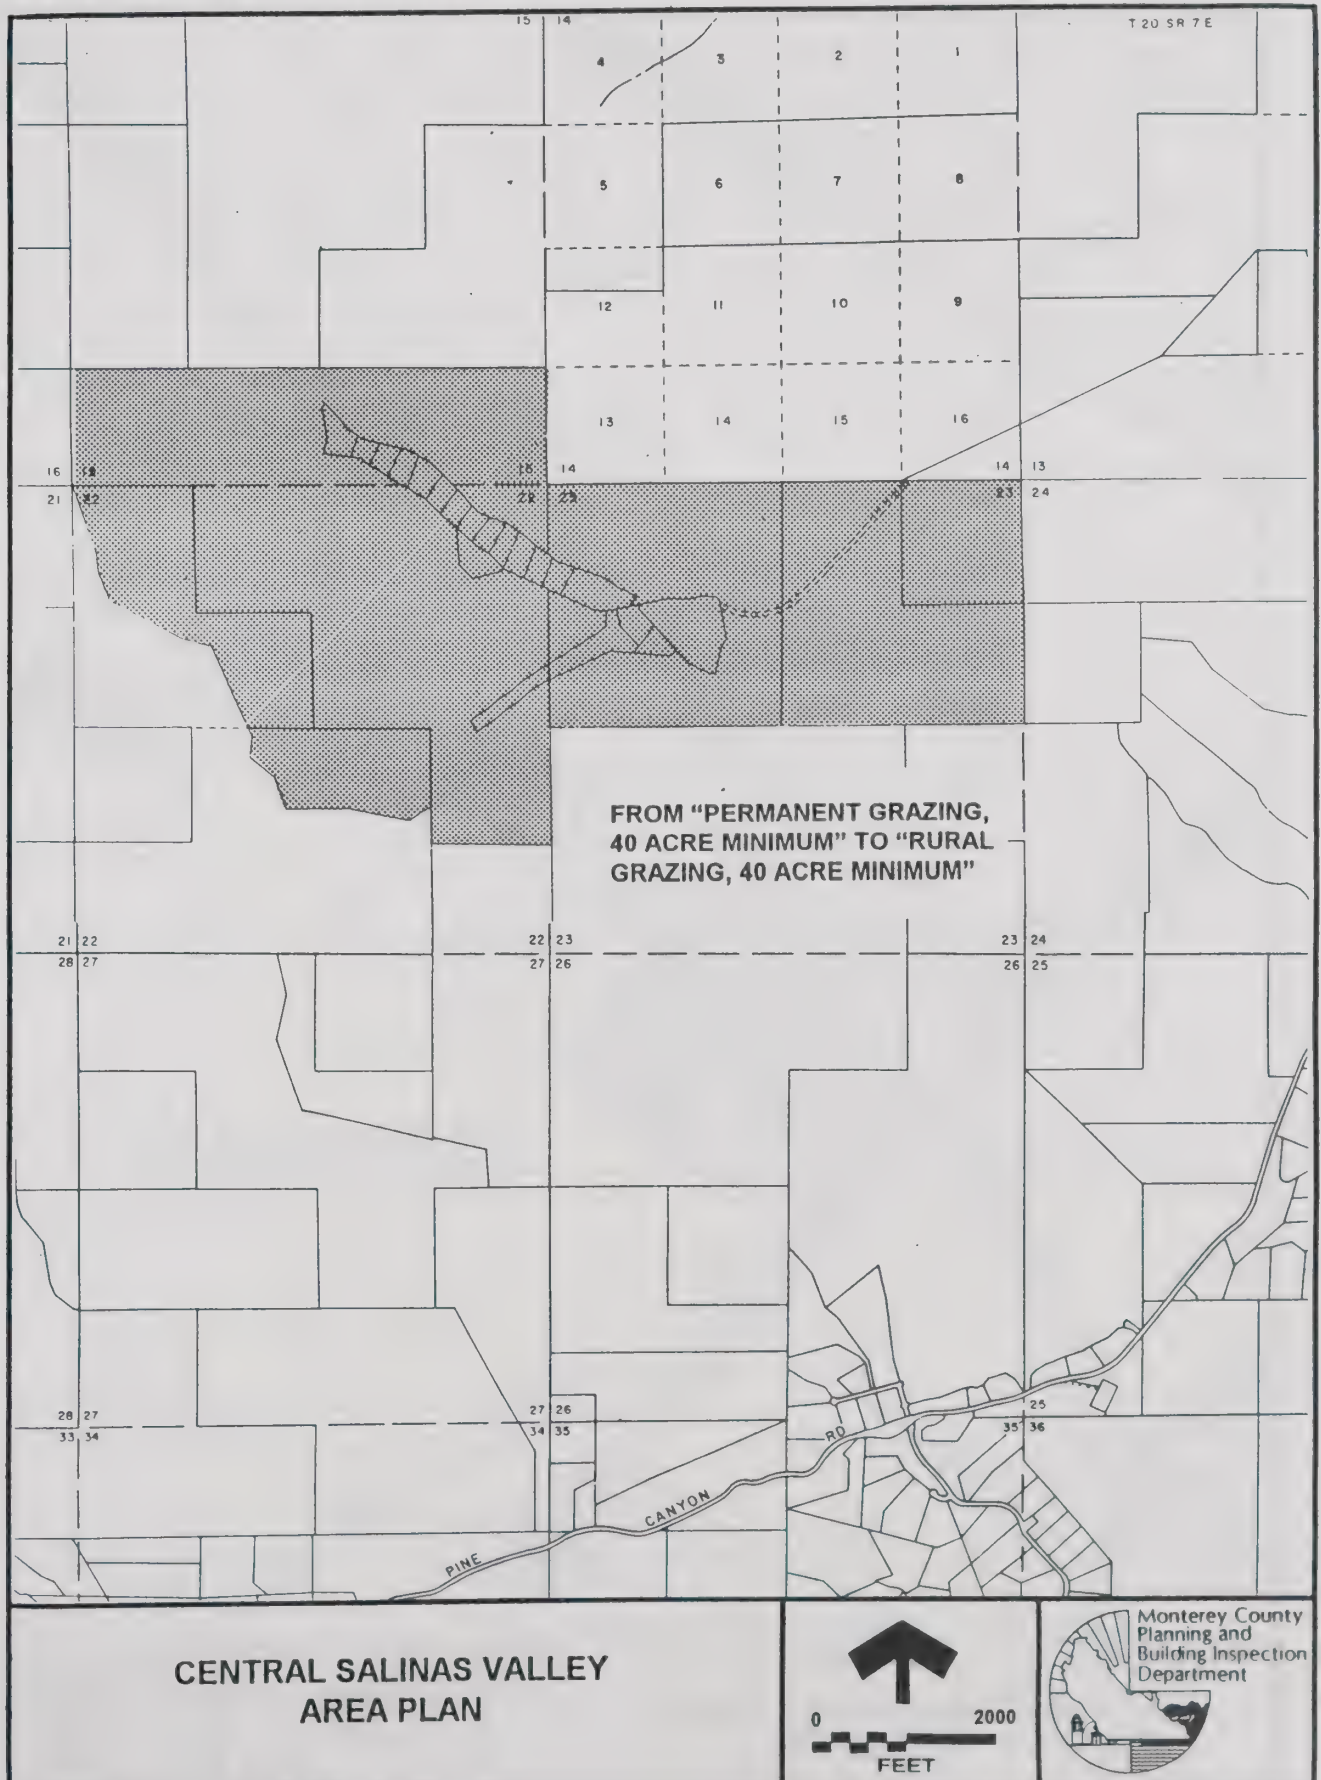 15 14
T 20 S R 7 E
4 3 2 1
5 6 7 8
12 11 10 9
13 14 15 16
16
14
14 13
21 22
22
23 24
FROM “PERMANENT GRAZING,
40 ACRE MINIMUM” TO “RURAL
GRAZING, 40 ACRE MINIMUM”
21 22
22 23
23 24
28 27
27 26
26 25
28 27
27 26
25
33 34
34 35
35 36
RD
CANYON
PINE
CENTRAL SALINAS VALLEY
AREA PLAN
0 2000
FEET
Monterey County
Planning and
Building Inspection
Department